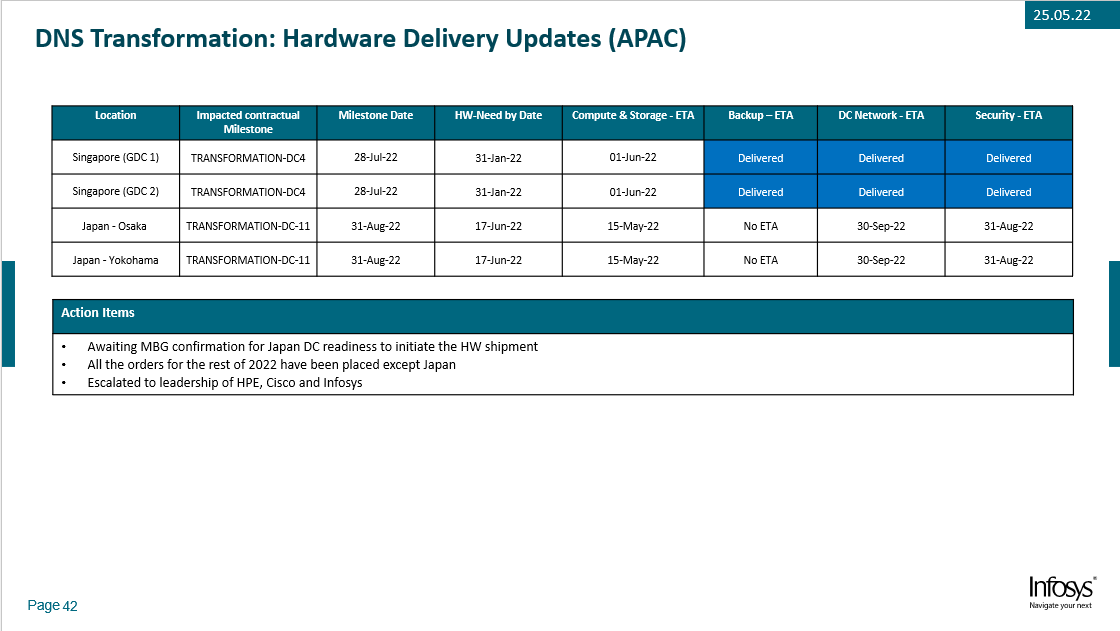 25.05.22
DNS Transformation: Hardware Delivery Updates (APAC)
Location Impacted contractual Milestone Milestone Date HW-Need by Date Compute & Storage - ETA Backup – ETA DC Network - ETA Security - ETA
Singapore (GDC 1) TRANSFORMATION-DC4 28-Jul-22 31-Jan-22 01-Jun-22 Delivered Delivered Delivered
Singapore (GDC 2) TRANSFORMATION-DC4 28-Jul-22 31-Jan-22 01-Jun-22 Delivered Delivered Delivered
Japan - Osaka TRANSFORMATION-DC-11 31-Aug-22 17-Jun-22 15-May-22 No ETA 30-Sep-22 31-Aug-22
Japan - Yokohama TRANSFORMATION-DC-11 31-Aug-22 17-Jun-22 15-May-22 No ETA 30-Sep-22 31-Aug-22
Action Items
• Awaiting MBG confirmation for Japan DC readiness to initiate the HW shipment
• All the orders for the rest of 2022 have been placed except Japan
• Escalated to leadership of HPE, Cisco and Infosys
Infosys®
Navigate your next
Page 42